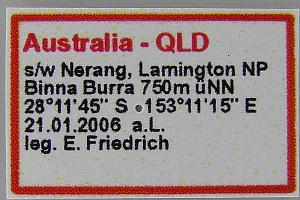 Australia - QLD
s/w Nerang, Lamington NP
Binna Burra 750m üNN
28°11'45" S 153°11'15" E
21.01.2006 a.L.
leg. E. Friedrich